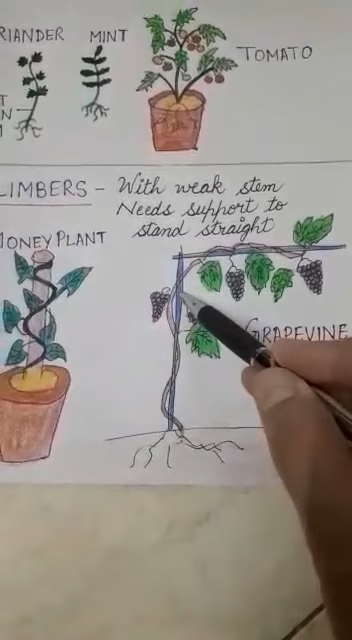 RIANDER
MINT
TOMATO
T
N
LIMBERS – With weak stem
Needs support to
stand straight
MONEY PLANT
GRAPEVINE